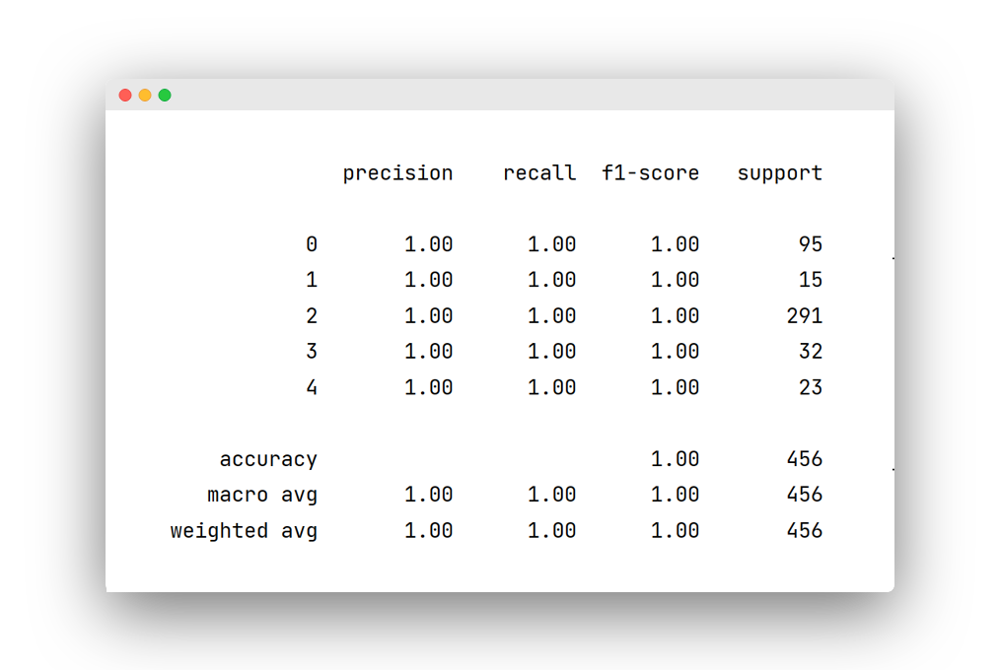 precision recall f1-score support
0 1.00 1.00 1.00 95
1 1.00 1.00 1.00 15
2 1.00 1.00 1.00 291
3 1.00 1.00 1.00 32
4 1.00 1.00 1.00 23
accuracy 1.00 456
macro avg 1.00 1.00 1.00 456
weighted avg 1.00 1.00 1.00 456